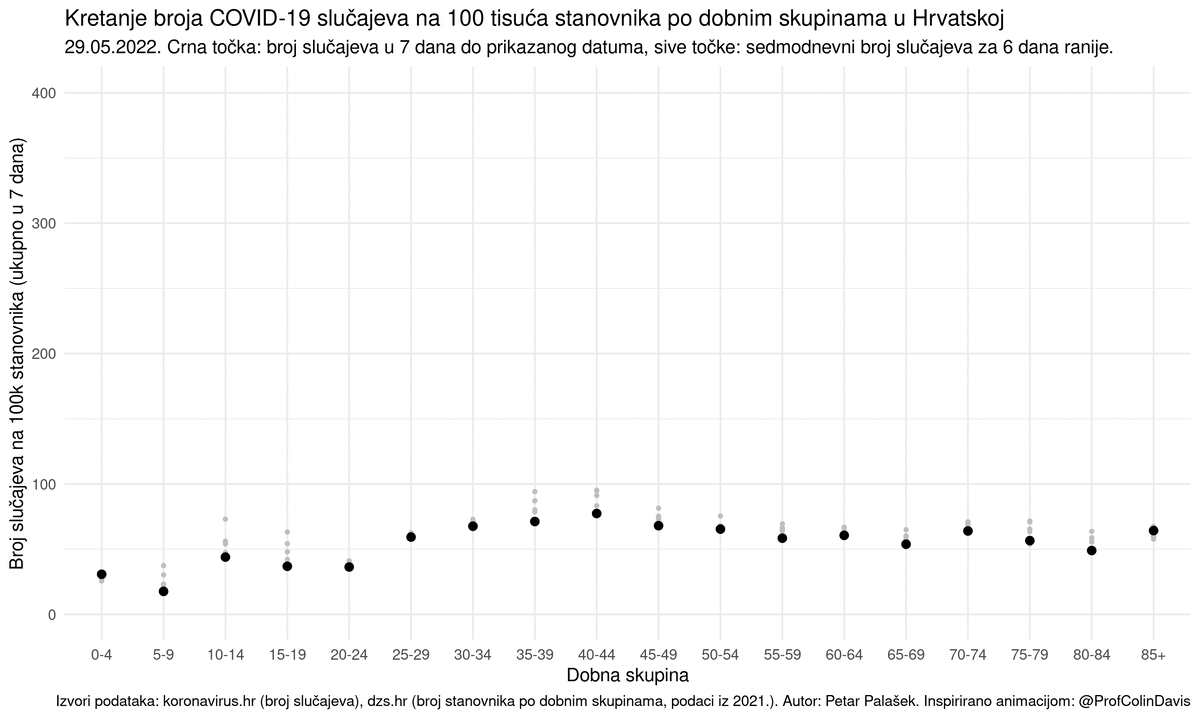 Kretanje broja COVID-19 slučajeva na 100 tisuća stanovnika po dobnim skupinama u Hrvatskoj
29.05.2022. Crna točka: broj slučajeva u 7 dana do prikazanog datuma, sive točke: sedmodnevni broj slučajeva za 6 dana ranije.
Broj slučajeva na 100k stanovnika (ukupno u 7 dana)
400
300
200
100
0
0-4 5-9 10-14 15-19 20-24 25-29 30-34 35-39 40-44 45-49 50-54 55-59 60-64 65-69 70-74 75-79 80-84 85+
Dobna skupina
Izvori podataka: koronavirus.hr (broj slučajeva), dzs.hr (broj stanovnika po dobnim skupinama, podaci iz 2021.). Autor: Petar Palašek. Inspirirano animacijom: @ProfColinDavis